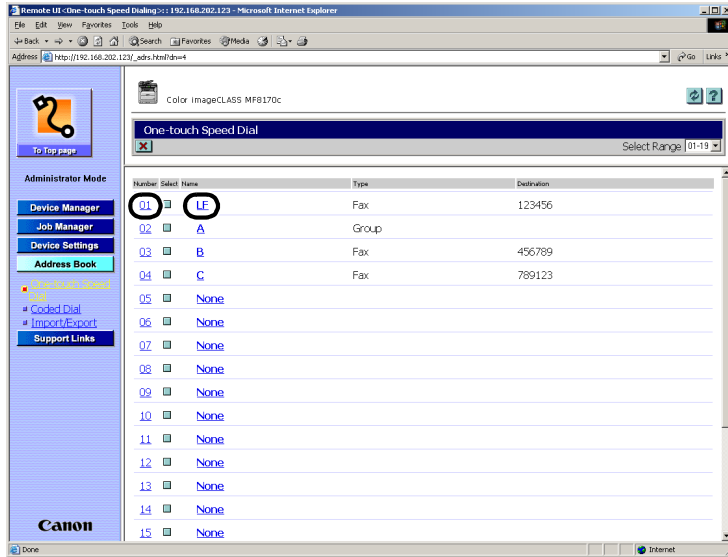 Remote UI <One-touch Speed Dialing> : : 192.168.202.123 - Microsoft Internet Explorer
File Edit View Favorites Tools Help
Back Search Favorites Media
Address http://192.168.202.123/_adrs.html?dn=4 Go Links
Color imageCLASS MF8170c
To Top page
One-touch Speed Dial
Select Range 01-19
Administrator Mode
Device Manager
Job Manager
Device Settings
Address Book
One-touch Speed
Dial
Coded Dial
Import/Export
Support Links
Canon
Number Select Name Type Destination
01 LF Fax 123456
02 A Group
03 B Fax 456789
04 C Fax 789123
05 None
06 None
07 None
08 None
09 None
10 None
11 None
12 None
13 None
14 None
15 None
Done Internet